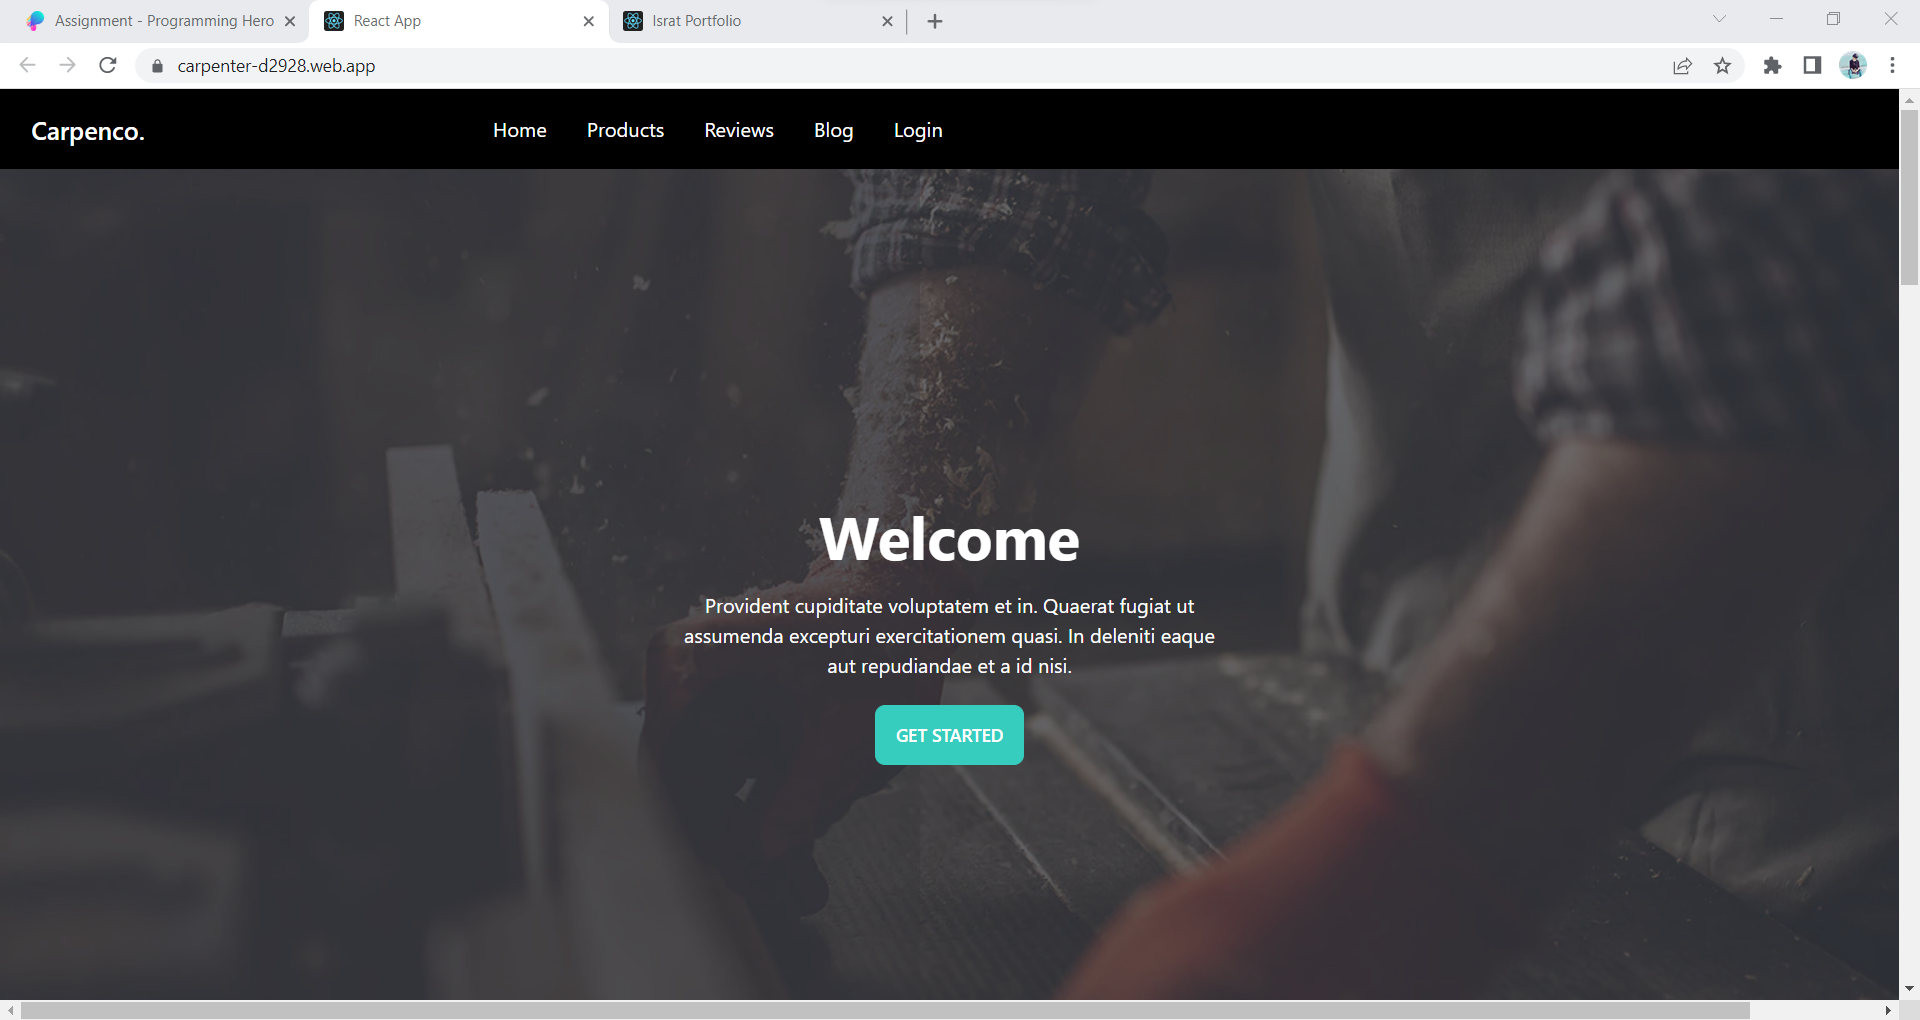 Assignment - Programming Hero
React App
Israt Portfolio
carpenter-d2928.web.app
Carpenco.
Home
Products
Reviews
Blog
Login
Welcome
Provident cupiditate voluptatem et in. Quaerat fugiat ut
assumenda excepturi exercitationem quasi. In deleniti eaque
aut repudiandae et a id nisi.
GET STARTED